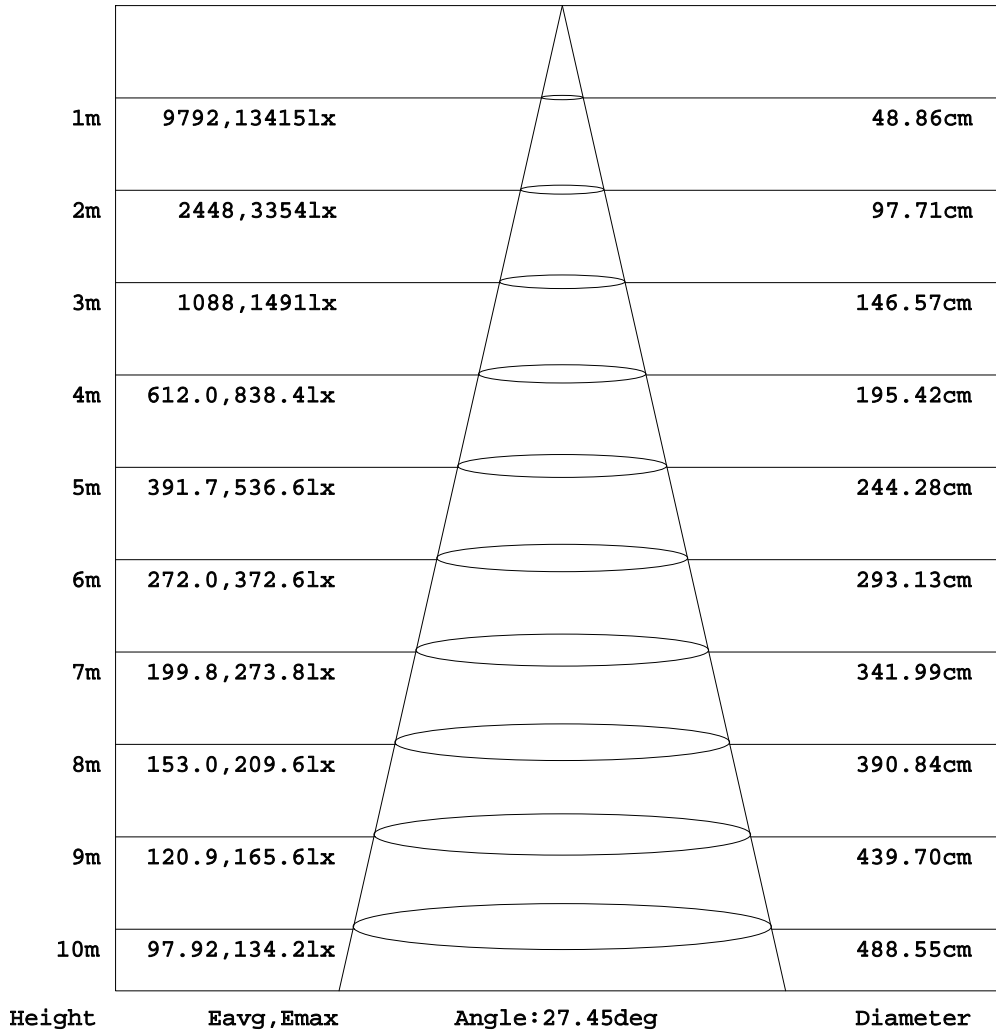 1m 9792,13415lx 48.86cm
2m 2448,3354lx 97.71cm
3m 1088,1491lx 146.57cm
4m 612.0,838.4lx 195.42cm
5m 391.7,536.6lx 244.28cm
6m 272.0,372.6lx 293.13cm
7m 199.8,273.8lx 341.99cm
8m 153.0,209.6lx 390.84cm
9m 120.9,165.6lx 439.70cm
10m 97.92,134.2lx 488.55cm
Height Eavg,Emax Angle:27.45deg Diameter